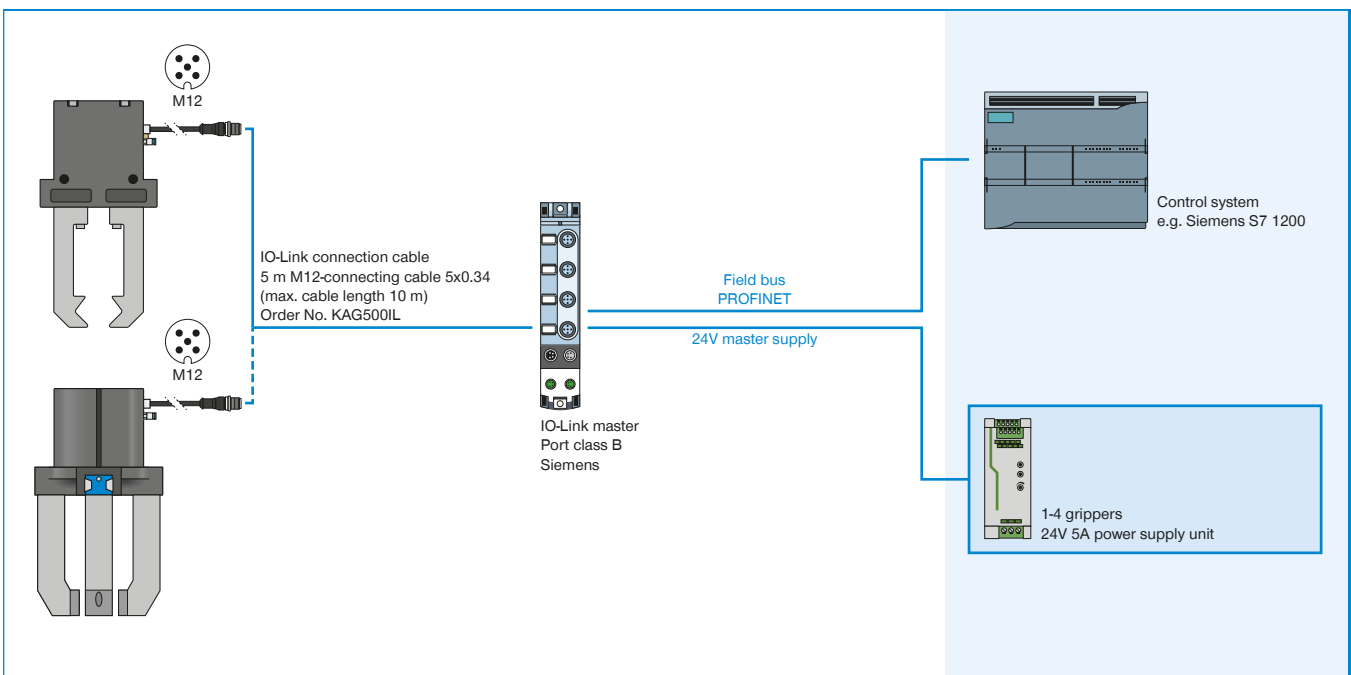 M12
IO-Link connection cable
5 m M12-connecting cable 5x0.34
(max. cable length 10 m)
Order No. KAG500IL
M12
IO-Link master
Port class B
Siemens
Field bus
PROFINET
24V master supply
Control system
e.g. Siemens S7 1200
1-4 grippers
24V 5A power supply unit